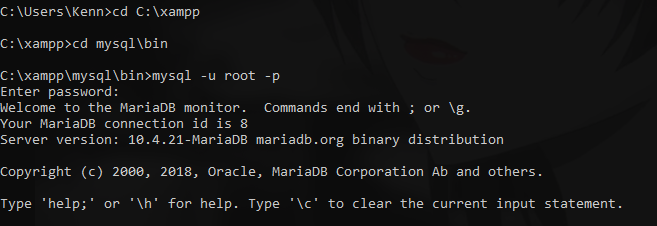 C:\Users\Kenn>cd C:\xampp
C:\xampp>cd mysql\bin
C:\xampp\mysql\bin>mysql -u root -p
Enter password:
Welcome to the MariaDB monitor.  Commands end with ; or \g.
Your MariaDB connection id is 8
Server version: 10.4.21-MariaDB mariadb.org binary distribution
Copyright (c) 2000, 2018, Oracle, MariaDB Corporation Ab and others.
Type 'help;' or '\h' for help. Type '\c' to clear the current input statement.